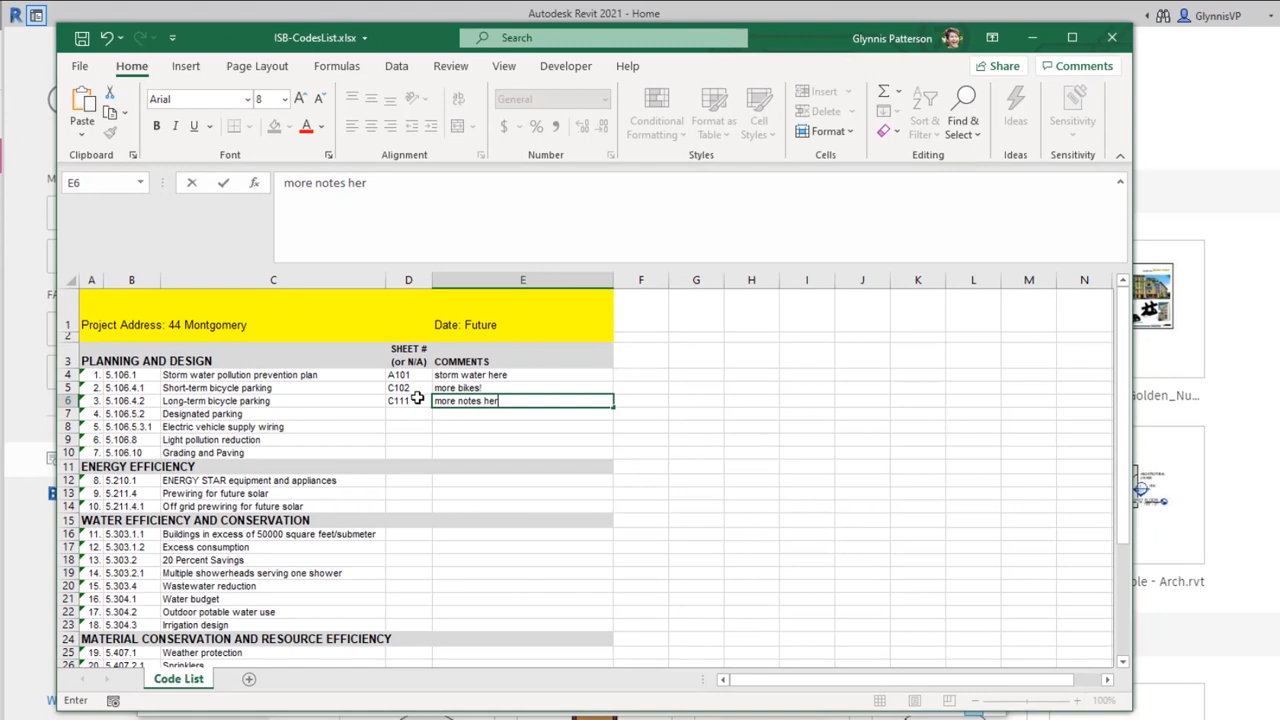 Autodesk Revit 2021 - Home
GlynnisVP
ISB-CodesList.xlsx
Search
Glynnis Patterson
File Home Insert Page Layout Formulas Data Review View Developer Help
Share
Comments
Paste
Arial 8
General
Conditional Formatting
Format as Table
Cell Styles
Insert
Delete
Format
Sort & Filter
Find & Select
Ideas
Sensitivity
Clipboard Font Alignment Number Styles Cells Editing Ideas Sensitivity
E6 more notes her
A B C D E F G H I J K L M N
1 Project Address: 44 Montgomery Date: Future
2
3 PLANNING AND DESIGN SHEET # (or N/A) COMMENTS
4 1. 5.106.1 Storm water pollution prevention plan A101 storm water here
5 2. 5.106.4.1 Short-term bicycle parking C102 more bikes!
6 3. 5.106.4.2 Long-term bicycle parking C111 more notes her
7 4. 5.106.5.2 Designated parking
8 5. 5.106.5.3.1 Electric vehicle supply wiring
9 6. 5.106.8 Light pollution reduction
10 7. 5.106.10 Grading and Paving
11 ENERGY EFFICIENCY
12 8. 5.210.1 ENERGY STAR equipment and appliances
13 9. 5.211.4 Prewiring for future solar
14 10. 5.211.4.1 Off grid prewiring for future solar
15 WATER EFFICIENCY AND CONSERVATION
16 11. 5.303.1.1 Buildings in excess of 50000 square feet/submeter
17 12. 5.303.1.2 Excess consumption
18 13. 5.303.2 20 Percent Savings
19 14. 5.303.2.1 Multiple showerheads serving one shower
20 15. 5.303.4 Wastewater reduction
21 16. 5.304.1 Water budget
22 17. 5.304.2 Outdoor potable water use
23 18. 5.304.3 Irrigation design
24 MATERIAL CONSERVATION AND RESOURCE EFFICIENCY
25 19. 5.407.1 Weather protection
26 20. 5.407.2.1 Sprinklers
Code List
Enter
100%
olden_Nu...
ple - Arch.rvt